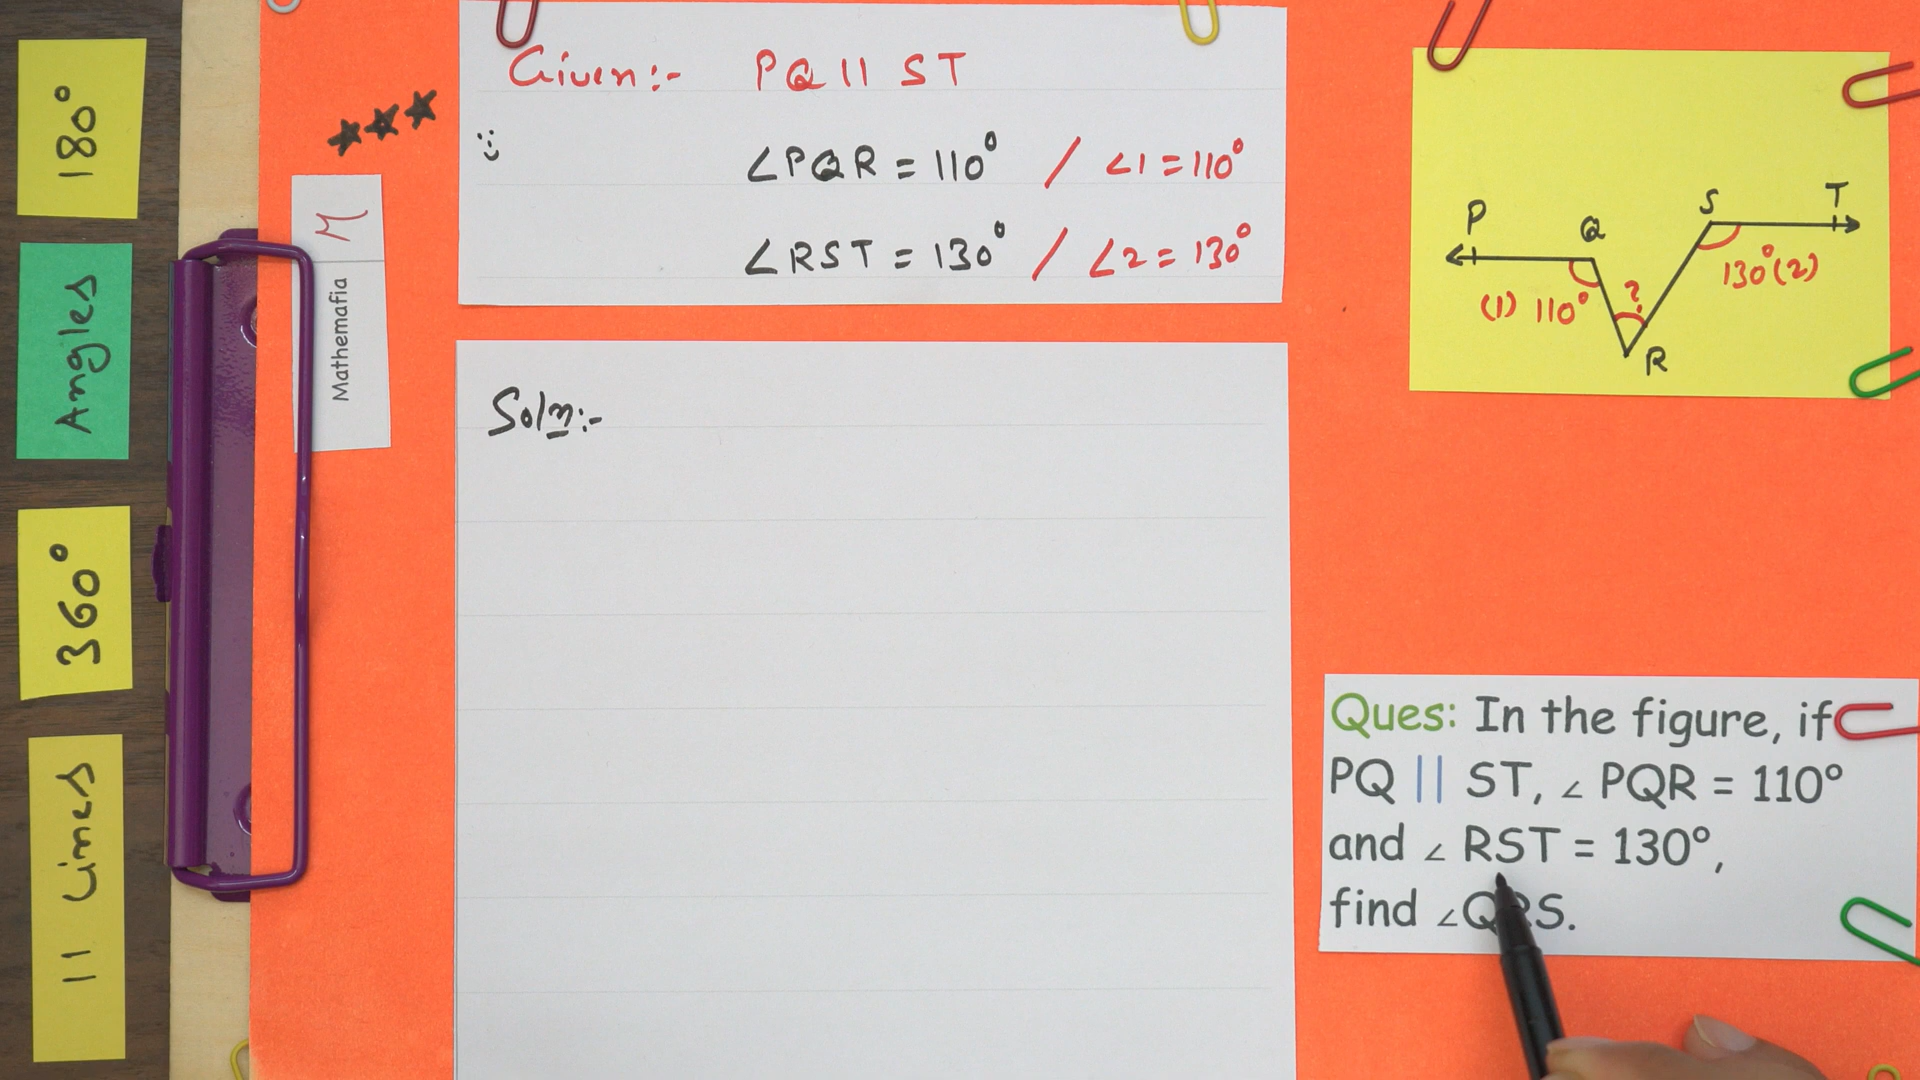 180°
Angles
360°
11 Lines
M
Mathemafia
Given:- PQ || ST
∠PQR = 110° / ∠1 = 110°
∠RST = 130° / ∠2 = 130°
Soln:-
P Q S T
(1) 110° ? 130°(2)
R
Ques: In the figure, if
PQ || ST, ∠ PQR = 110°
and ∠ RST = 130°,
find ∠QRS.